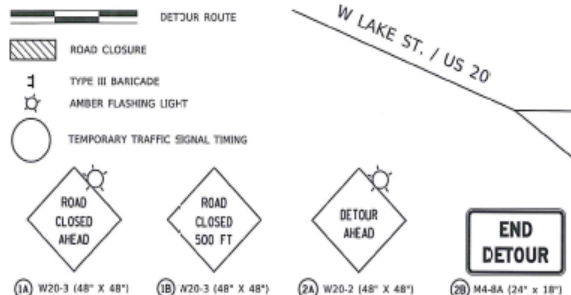 DETOUR ROUTE
W LAKE ST. / US 20
ROAD CLOSURE
TYPE III BARICADE
AMBER FLASHING LIGHT
TEMPORARY TRAFFIC SIGNAL TIMING
ROAD
CLOSED
AHEAD
ROAD
CLOSED
500 FT
DETOUR
AHEAD
END
DETOUR
1A W20-3 (48" X 48")
1B W20-3 (48" X 48")
2A W20-2 (48" X 48")
2B M4-8A (24" x 18")